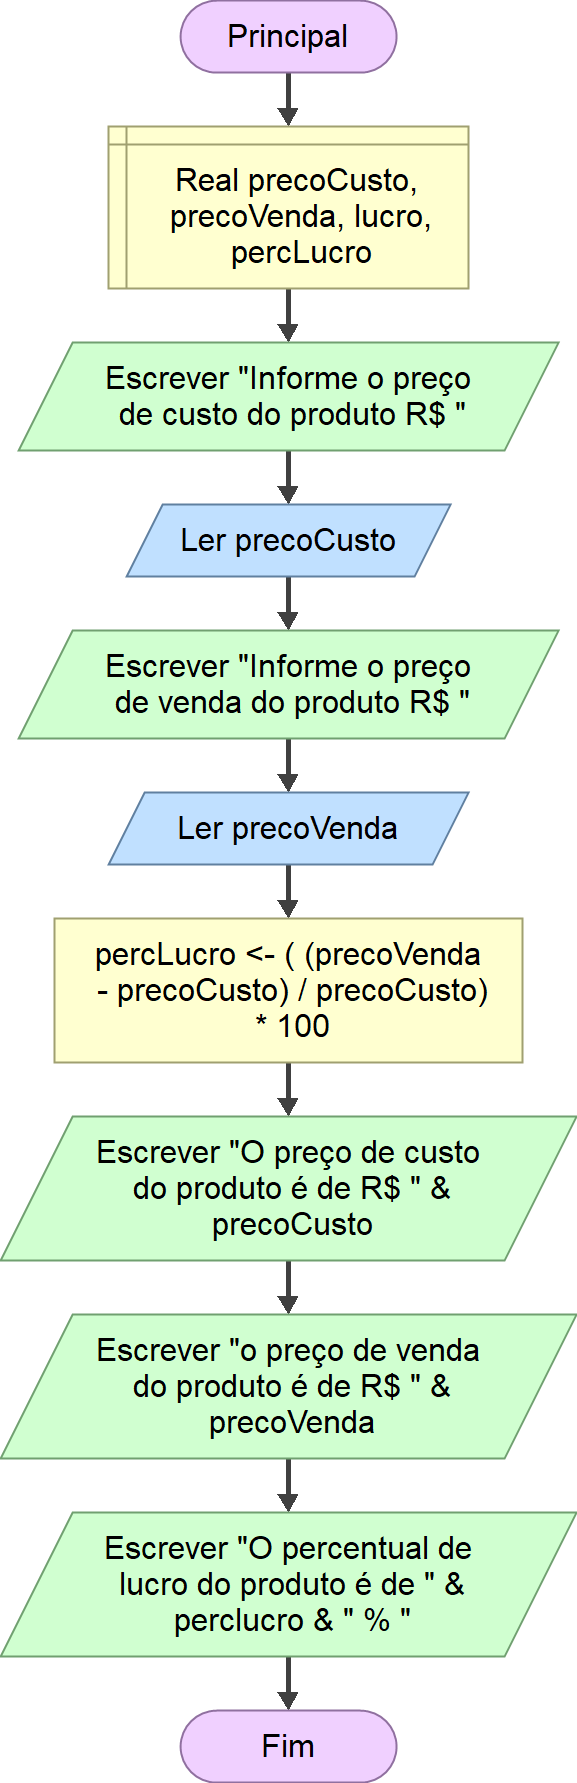 Principal
Real precoCusto,
precoVenda, lucro,
percLucro
Escrever "Informe o preço
de custo do produto R$ "
Ler precoCusto
Escrever "Informe o preço
de venda do produto R$ "
Ler precoVenda
percLucro <- ( (precoVenda
- precoCusto) / precoCusto)
* 100
Escrever "O preço de custo
do produto é de R$ " &
precoCusto
Escrever "o preço de venda
do produto é de R$ " &
precoVenda
Escrever "O percentual de
lucro do produto é de " &
perclucro & " % "
Fim